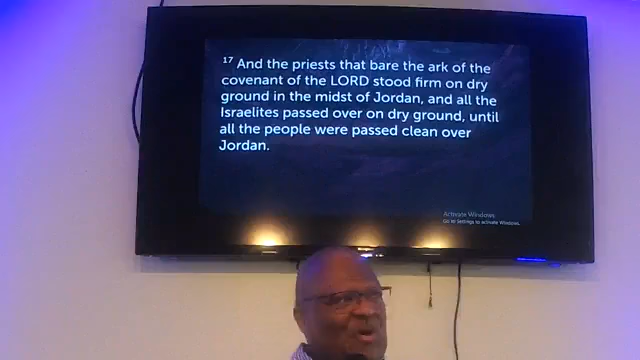 17 And the priests that bare the ark of the
covenant of the LORD stood firm on dry
ground in the midst of Jordan, and all the
Israelites passed over on dry ground, until
all the people were passed clean over
Jordan.
Activate Windows
Go to Settings to activate Windows.